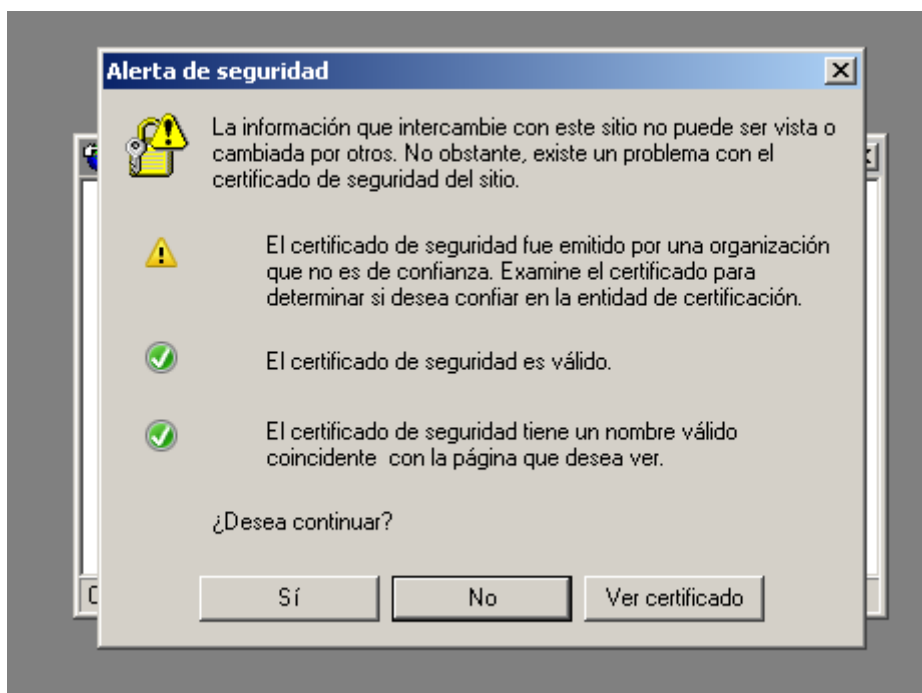 Alerta de seguridad
La información que intercambie con este sitio no puede ser vista o
cambiada por otros. No obstante, existe un problema con el
certificado de seguridad del sitio.
El certificado de seguridad fue emitido por una organización
que no es de confianza. Examine el certificado para
determinar si desea confiar en la entidad de certificación.
El certificado de seguridad es válido.
El certificado de seguridad tiene un nombre válido
coincidente  con la página que desea ver.
¿Desea continuar?
Sí No Ver certificado